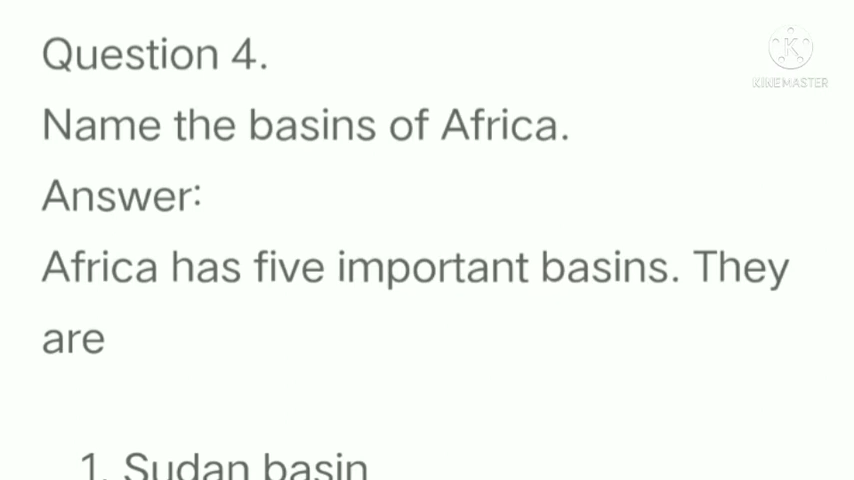 Question 4.
KINEMASTER
Name the basins of Africa.
Answer:
Africa has five important basins. They
are
1. Sudan basin